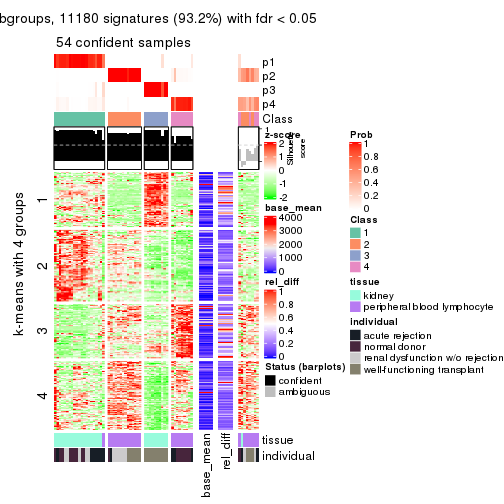 bgroups, 11180 signatures (93.2%) with fdr < 0.05
54 confident samples
p1
p2
p3
p4
Class
1
Silhouette
score
z-score
2
1
0
-1
-2
base_mean
4000
3000
2000
1000
0
rel_diff
1
0.8
0.6
0.4
0.2
0
Status (barplots)
confident
ambiguous
Prob
1
0.8
0.6
0.4
0.2
0
Class
1
2
3
4
tissue
kidney
peripheral blood lymphocyte
individual
acute rejection
normal donor
renal dysfunction w/o rejection
well-functioning transplant
k-means with 4 groups
1
2
3
4
tissue
individual
base_mean
rel_diff